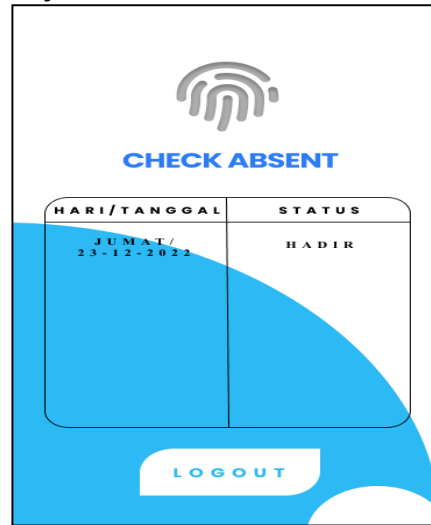 CHECK ABSENT
HARI/TANGGAL STATUS
JUMAT/ HADIR
23-12-2022
LOGOUT